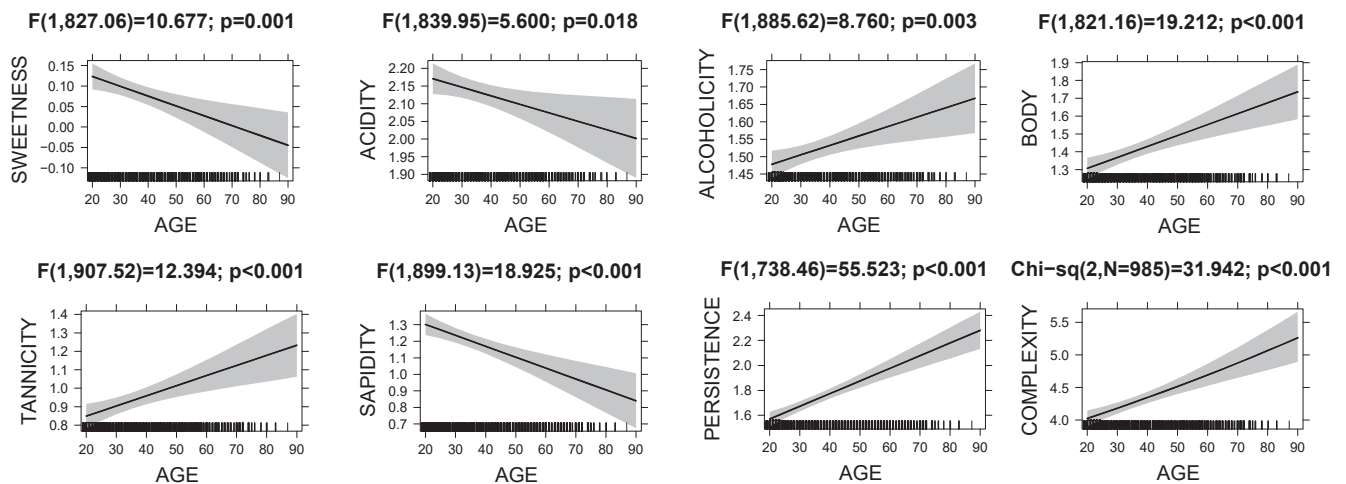 F(1,827.06)=10.677; p=0.001
F(1,839.95)=5.600; p=0.018
F(1,885.62)=8.760; p=0.003
F(1,821.16)=19.212; p<0.001
SWEETNESS
0.15
0.10
0.05
0.00
−0.05
−0.10
20 30 40 50 60 70 80 90
AGE
ACIDITY
2.20
2.15
2.10
2.05
2.00
1.95
1.90
20 30 40 50 60 70 80 90
AGE
ALCOHOLICITY
1.75
1.70
1.65
1.60
1.55
1.50
1.45
20 30 40 50 60 70 80 90
AGE
BODY
1.9
1.8
1.7
1.6
1.5
1.4
1.3
20 30 40 50 60 70 80 90
AGE
F(1,907.52)=12.394; p<0.001
F(1,899.13)=18.925; p<0.001
F(1,738.46)=55.523; p<0.001
Chi−sq(2,N=985)=31.942; p<0.001
TANNICITY
1.4
1.3
1.2
1.1
1.0
0.9
0.8
20 30 40 50 60 70 80 90
AGE
SAPIDITY
1.3
1.2
1.1
1.0
0.9
0.8
0.7
20 30 40 50 60 70 80 90
AGE
PERSISTENCE
2.4
2.2
2.0
1.8
1.6
20 30 40 50 60 70 80 90
AGE
COMPLEXITY
5.5
5.0
4.5
4.0
20 30 40 50 60 70 80 90
AGE